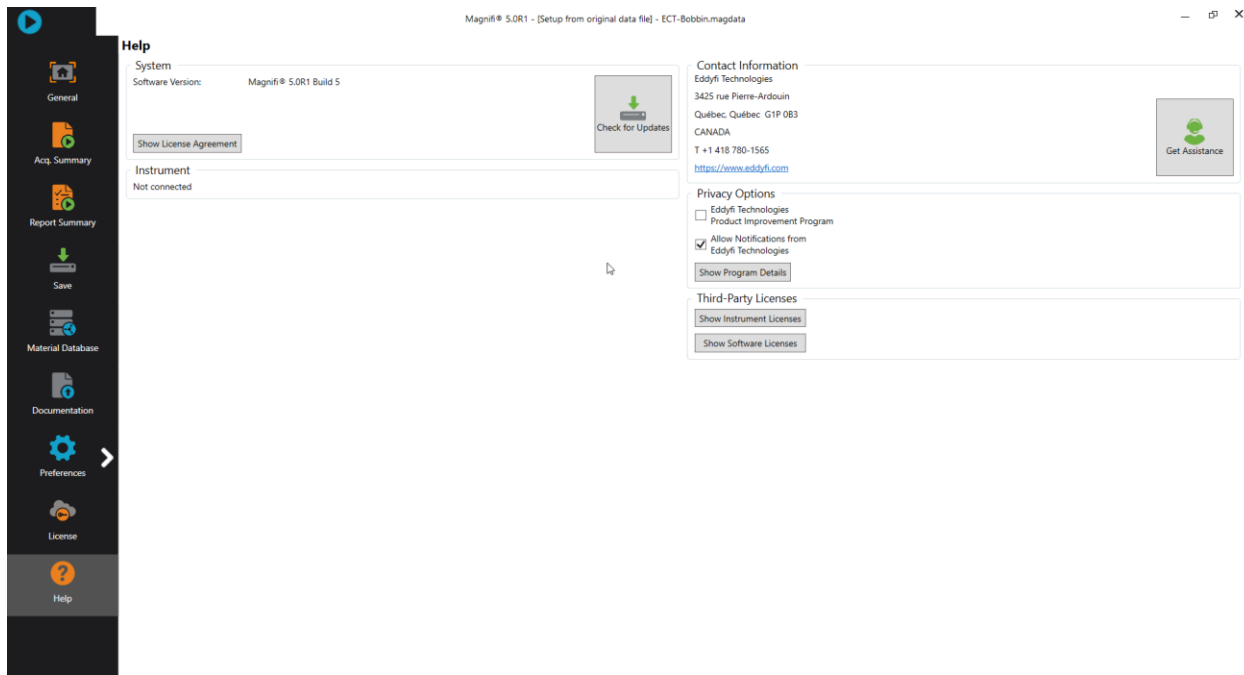 Magnifi® 5.0R1 - [Setup from original data file] - ECT-Bobbin.magdata
General
Acq. Summary
Report Summary
Save
Material Database
Documentation
Preferences
License
Help
Help
System
Software Version: Magnifi® 5.0R1 Build 5
Check for Updates
Show License Agreement
Instrument
Not connected
Contact Information
Eddyfi Technologies
3425 rue Pierre-Ardouin
Québec, Québec G1P 0B3
CANADA
T +1 418 780-1565
https://www.eddyfi.com
Get Assistance
Privacy Options
Eddyfi Technologies
Product Improvement Program
Allow Notifications from
Eddyfi Technologies
Show Program Details
Third-Party Licenses
Show Instrument Licenses
Show Software Licenses